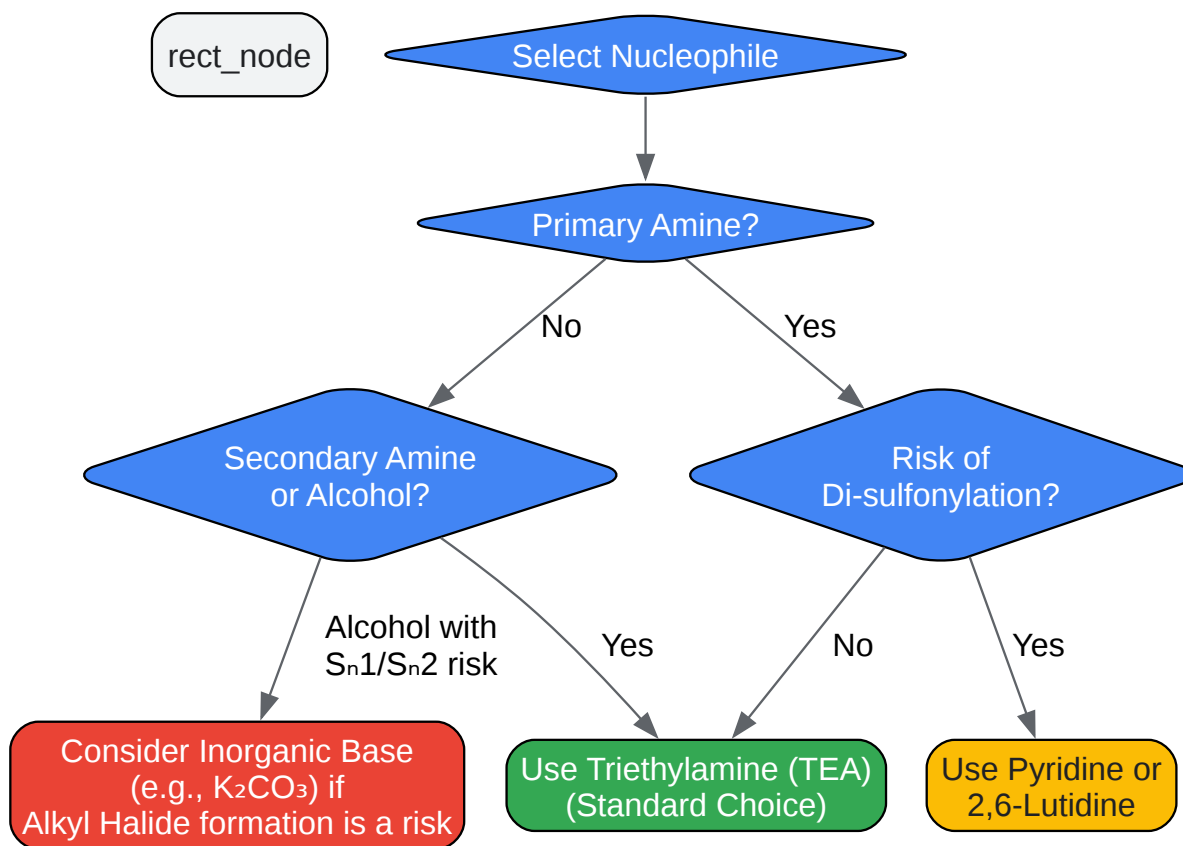 rect_node
Select Nucleophile
Primary Amine?
No
Yes
Secondary Amine
or Alcohol?
Risk of
Di-sulfonylation?
Alcohol with
Sₙ1/Sₙ2 risk
Yes
No
Yes
Consider Inorganic Base
(e.g., K₂CO₃) if
Alkyl Halide formation is a risk
Use Triethylamine (TEA)
(Standard Choice)
Use Pyridine or
2,6-Lutidine